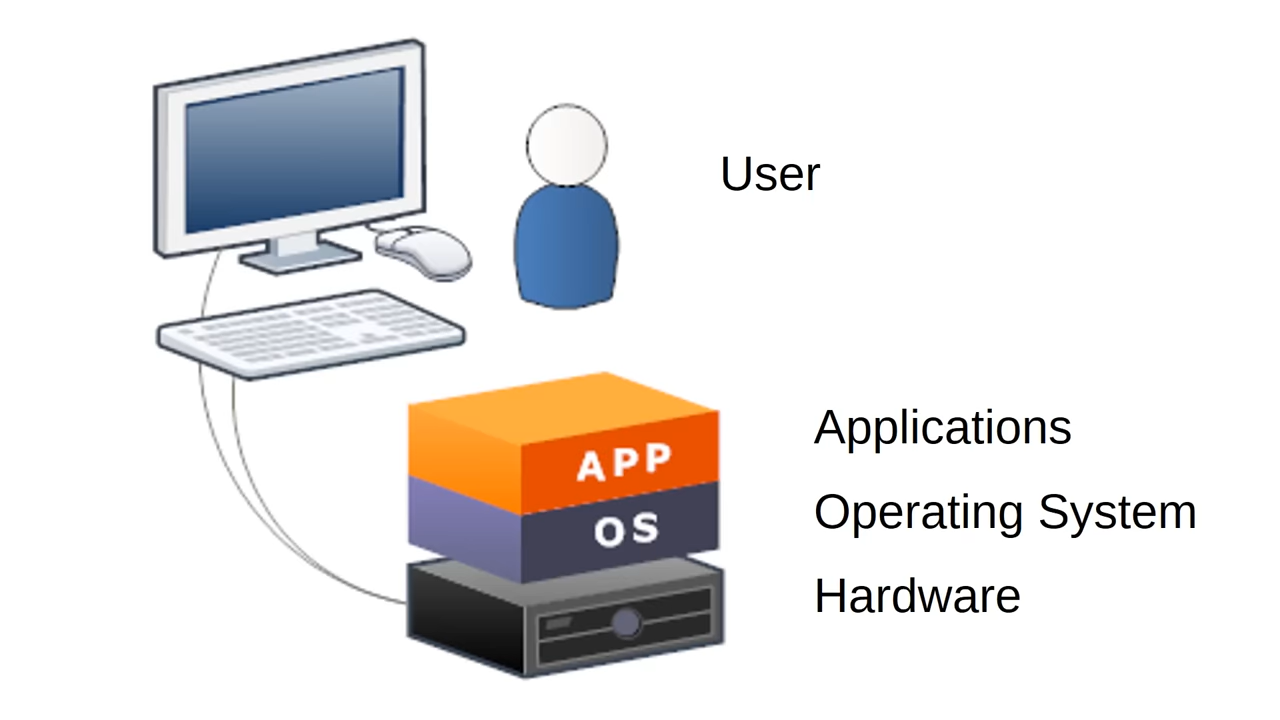 User
APP
Applications
OS
Operating System
Hardware